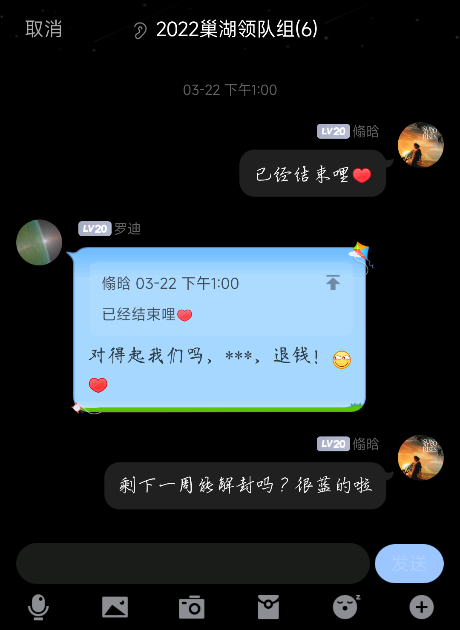 取消
2022巢湖领队组(6)
03-22 下午1:00
LV20 翛晗
已经结束哩
LV20 罗迪
翛晗 03-22 下午1:00
已经结束哩
对得起我们吗，***，退钱！
LV20 翛晗
剩下一周能解封吗？很蓝的啦
发送